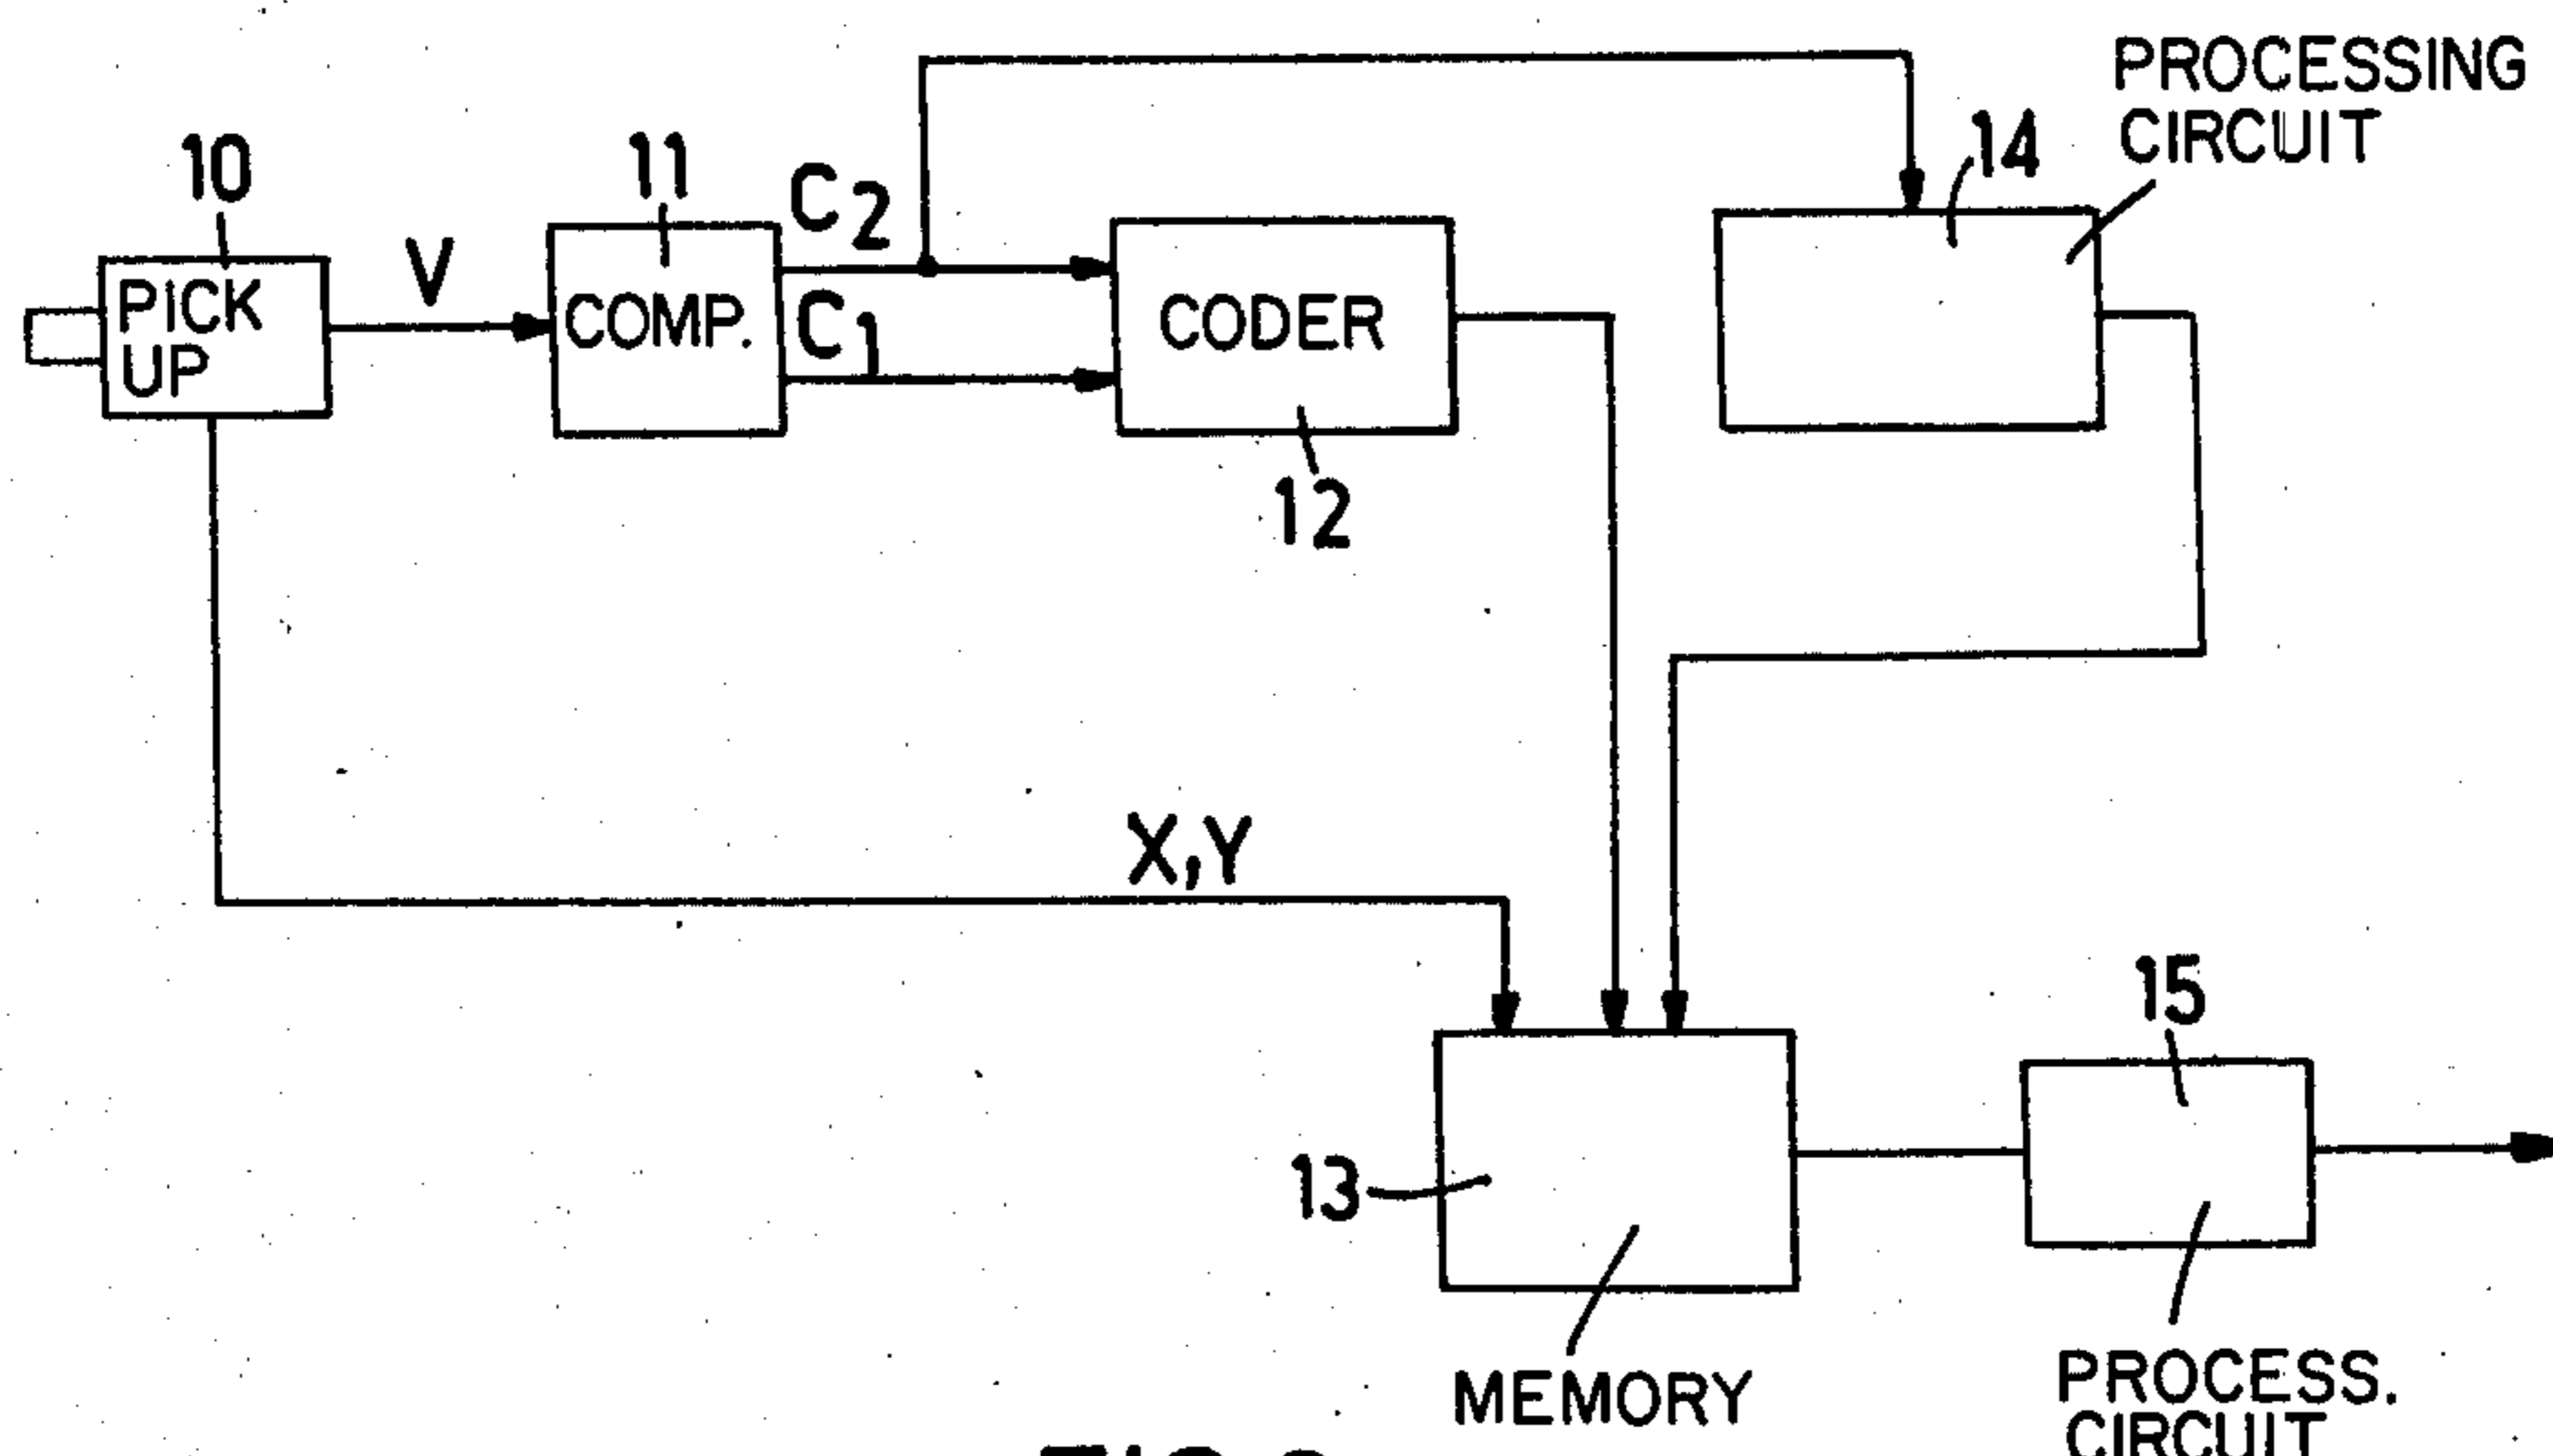 PROCESSING
CIRCUIT
14
10
11
C2
V
PICK
UP
COMP.
C1
CODER
12
X,Y
15
13
MEMORY
PROCESS.
CIRCUIT